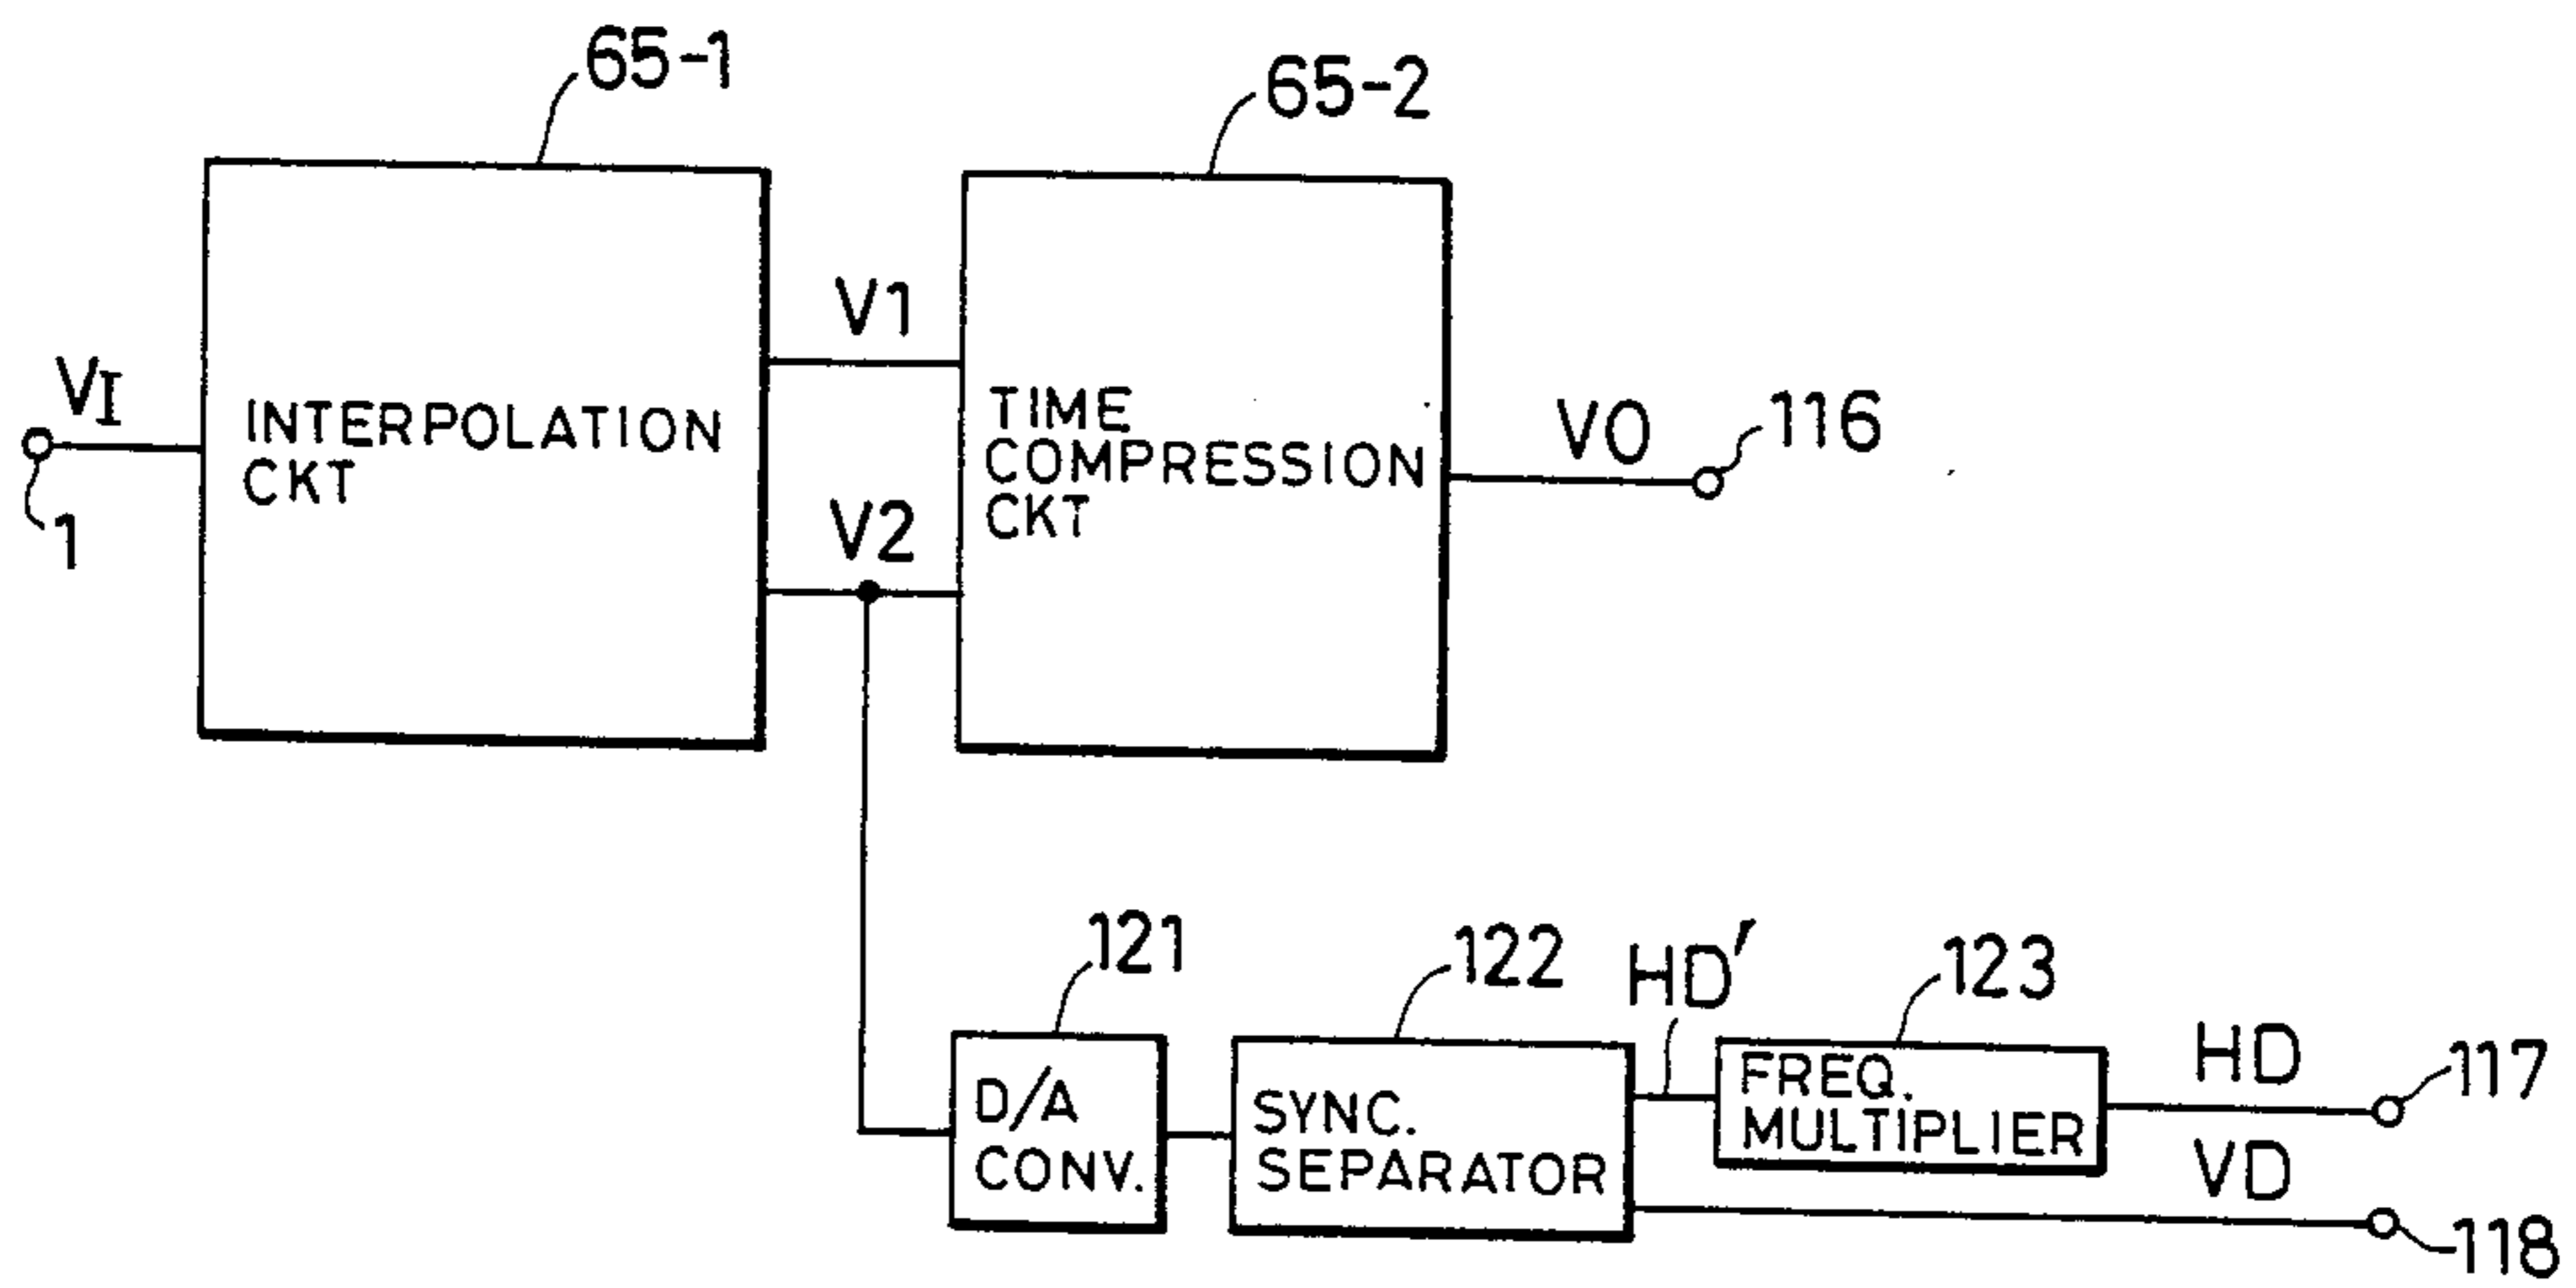 65-1
65-2
V1
VI
INTERPOLATION
CKT
TIME
COMPRESSION
CKT
VO
116
1
V2
121
122
HD'
123
D/A
CONV.
SYNC.
SEPARATOR
FREQ.
MULTIPLIER
HD
117
VD
118